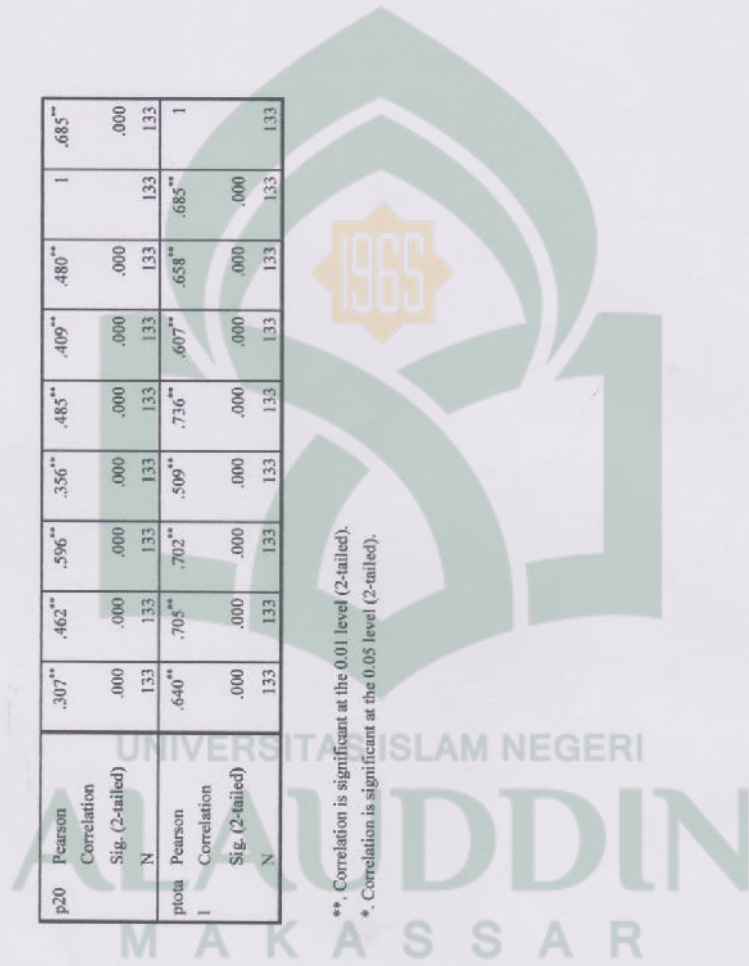 p20 Pearson .307** .462** .596** .356** .485** .409** .480** 1 .685**
Correlation
Sig. (2-tailed) .000 .000 .000 .000 .000 .000 .000 .000
N 133 133 133 133 133 133 133 133 133
ptota Pearson .640** .705** .702** .509** .736** .607** .658** .685** 1
l Correlation
Sig. (2-tailed) .000 .000 .000 .000 .000 .000 .000 .000
N 133 133 133 133 133 133 133 133 133
**. Correlation is significant at the 0.01 level (2-tailed).
*. Correlation is significant at the 0.05 level (2-tailed).
1965
UNIVERSITAS ISLAM NEGERI
ALAUDDIN
MAKASSAR